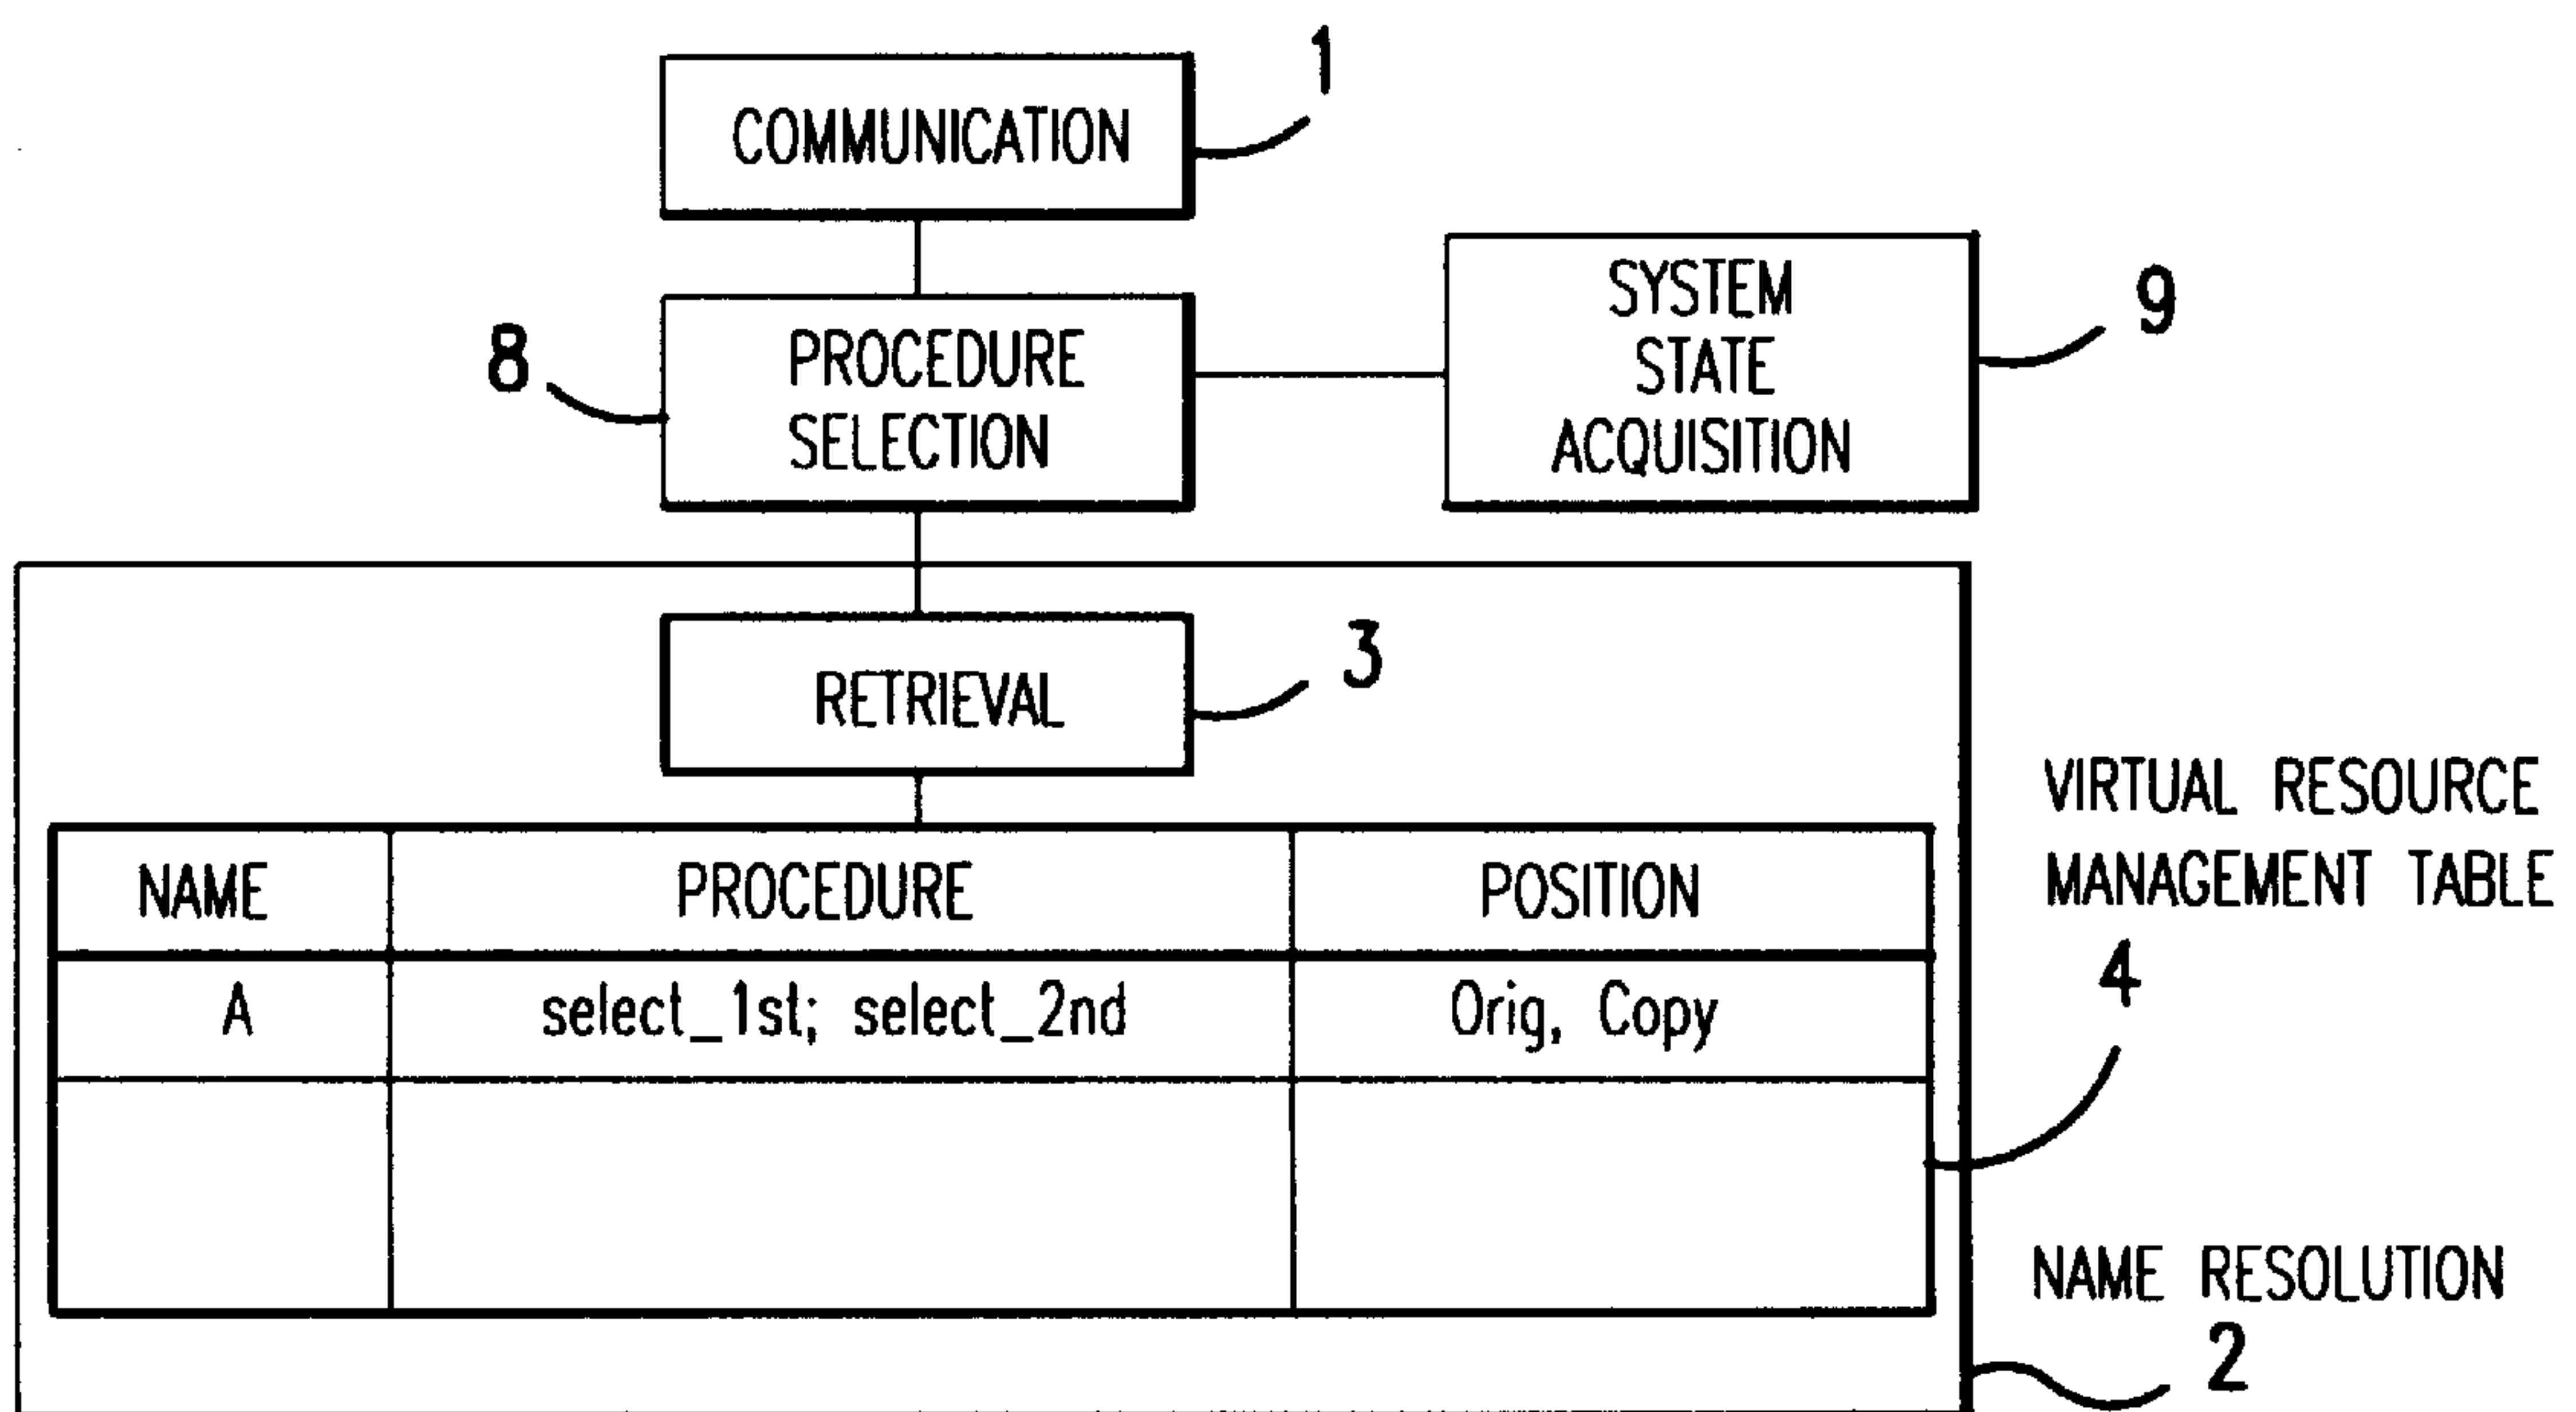 1
COMMUNICATION
8
PROCEDURE
SELECTION
SYSTEM
STATE
ACQUISITION
9
RETRIEVAL
3
VIRTUAL RESOURCE
MANAGEMENT TABLE
4
NAME PROCEDURE POSITION
A select_1st; select_2nd Orig, Copy
NAME RESOLUTION
2